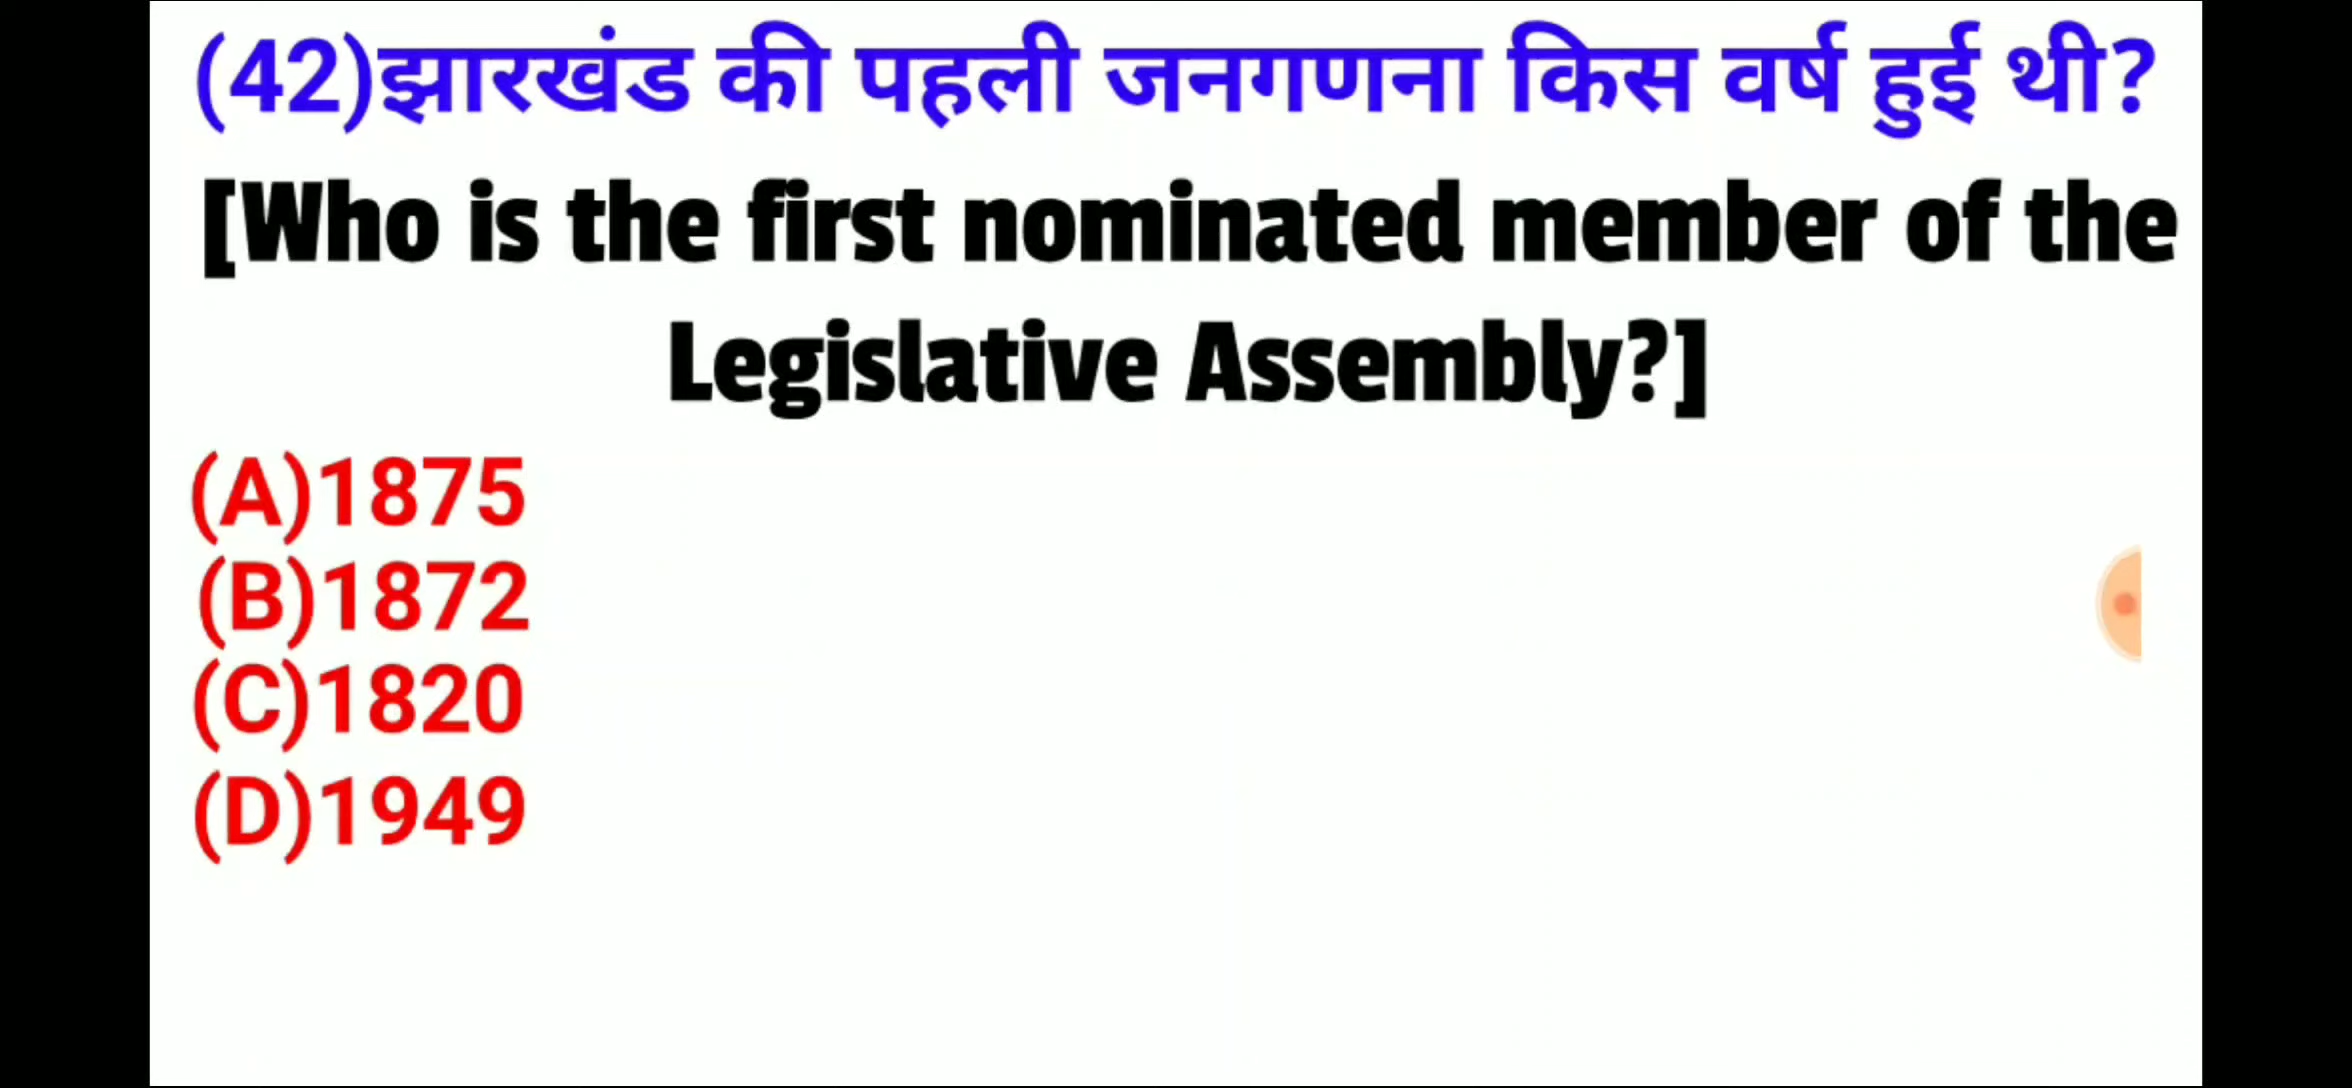 (42)झारखंड की पहली जनगणना किस वर्ष हुई थी?
[Who is the first nominated member of the
Legislative Assembly?]
(A)1875
(B)1872
(C)1820
(D)1949